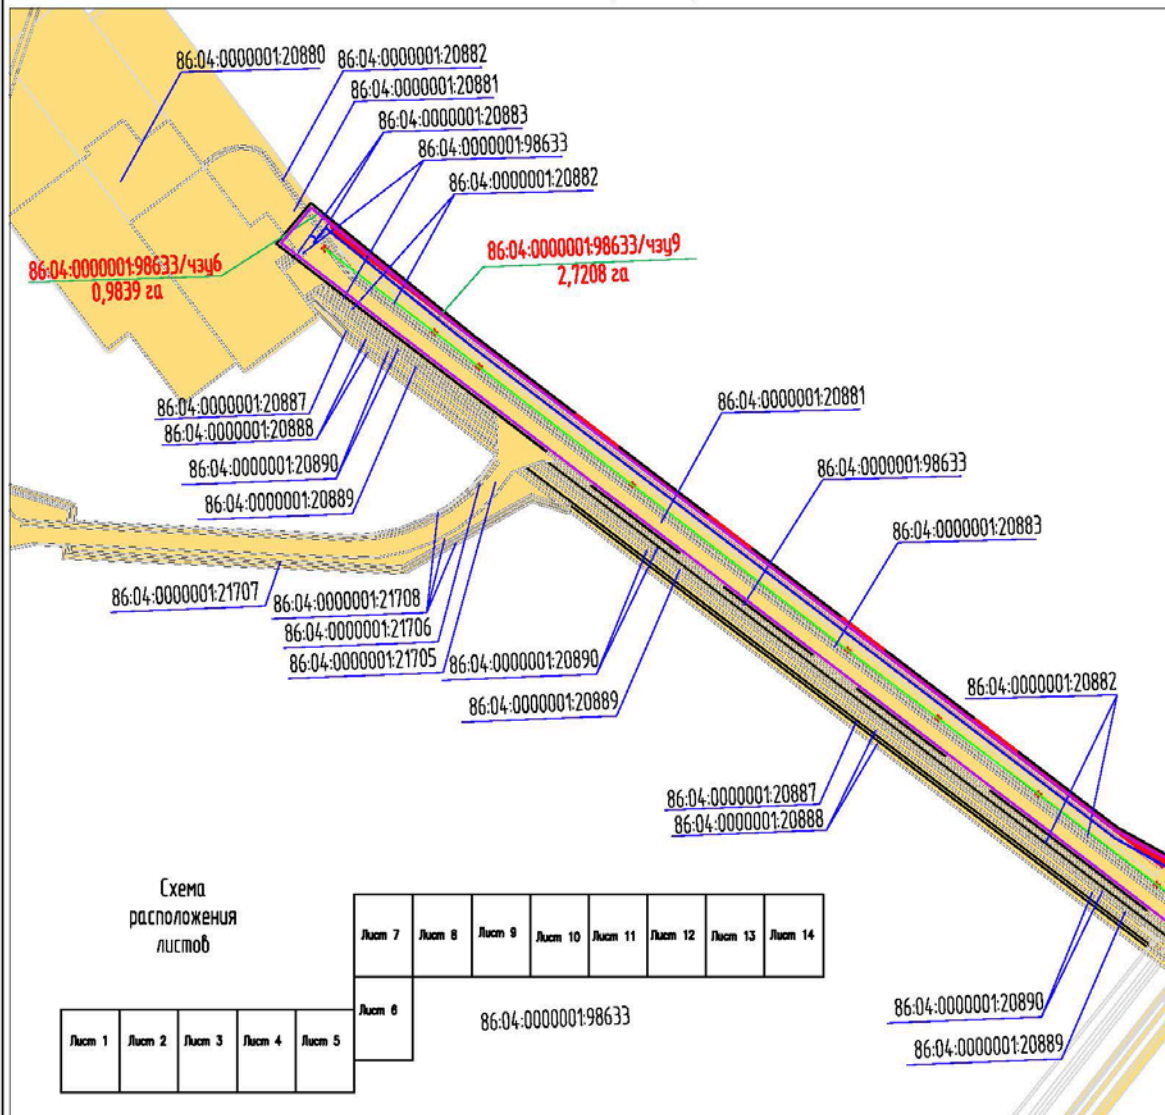 86:04:0000001:20880
86:04:0000001:20882
86:04:0000001:20881
86:04:0000001:20883
86:04:0000001:98633
86:04:0000001:20882
86:04:0000001:98633/чзу6
0,9839 га
86:04:0000001:98633/чзу9
2,7208 га
86:04:0000001:20887
86:04:0000001:20888
86:04:0000001:20890
86:04:0000001:20889
86:04:0000001:20881
86:04:0000001:98633
86:04:0000001:20883
86:04:0000001:21707
86:04:0000001:21708
86:04:0000001:21706
86:04:0000001:21705
86:04:0000001:20890
86:04:0000001:20889
86:04:0000001:20882
86:04:0000001:20887
86:04:0000001:20888
Схема
расположения
листов
Лист 7 Лист 8 Лист 9 Лист 10 Лист 11 Лист 12 Лист 13 Лист 14
Лист 6
Лист 1 Лист 2 Лист 3 Лист 4 Лист 5
86:04:0000001:98633
86:04:0000001:20890
86:04:0000001:20889